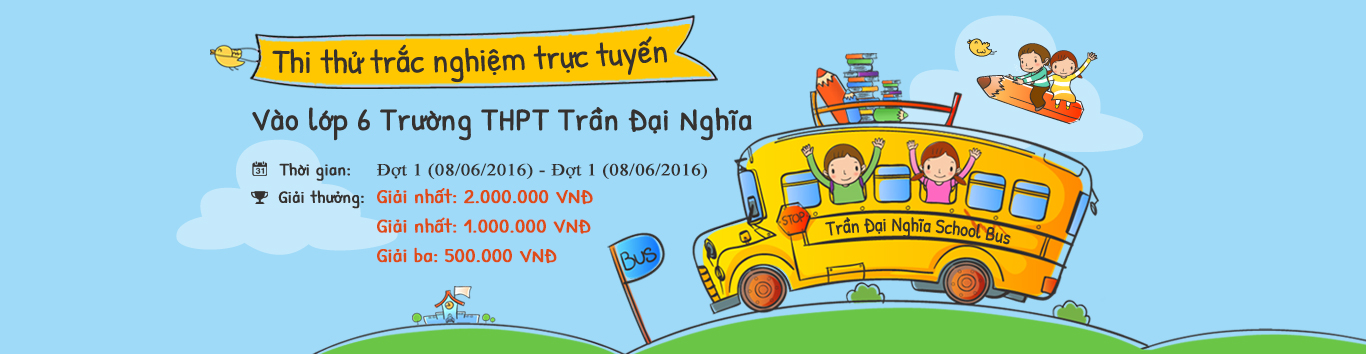 Thi thử trắc nghiệm trực tuyến
Vào lớp 6 Trường THPT Trần Đại Nghĩa
31 Thời gian: Đợt 1 (08/06/2016) - Đợt 1 (08/06/2016)
Giải thưởng: Giải nhất: 2.000.000 VNĐ
Giải nhất: 1.000.000 VNĐ
Giải ba: 500.000 VNĐ
STOP
Trần Đại Nghĩa School Bus
BUS